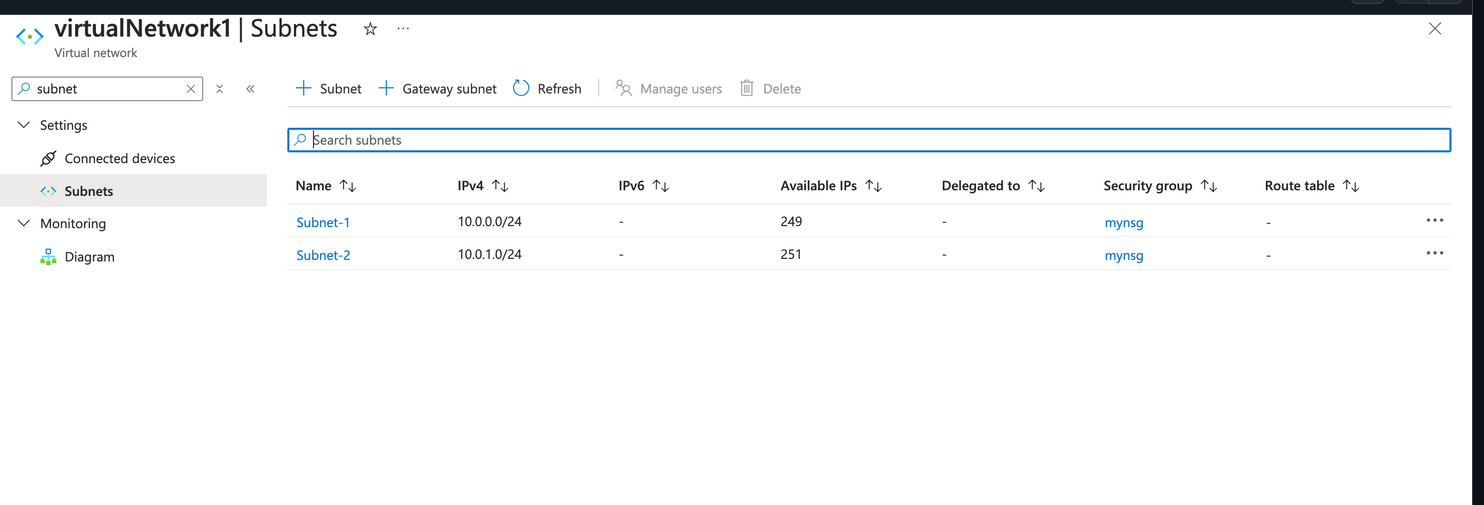 virtualNetwork1 | Subnets
Virtual network
subnet
Subnet
Gateway subnet
Refresh
Manage users
Delete
Settings
Connected devices
Subnets
Monitoring
Diagram
Search subnets
Name IPv4 IPv6 Available IPs Delegated to Security group Route table
Subnet-1 10.0.0.0/24 - 249 - mynsg -
Subnet-2 10.0.1.0/24 - 251 - mynsg -